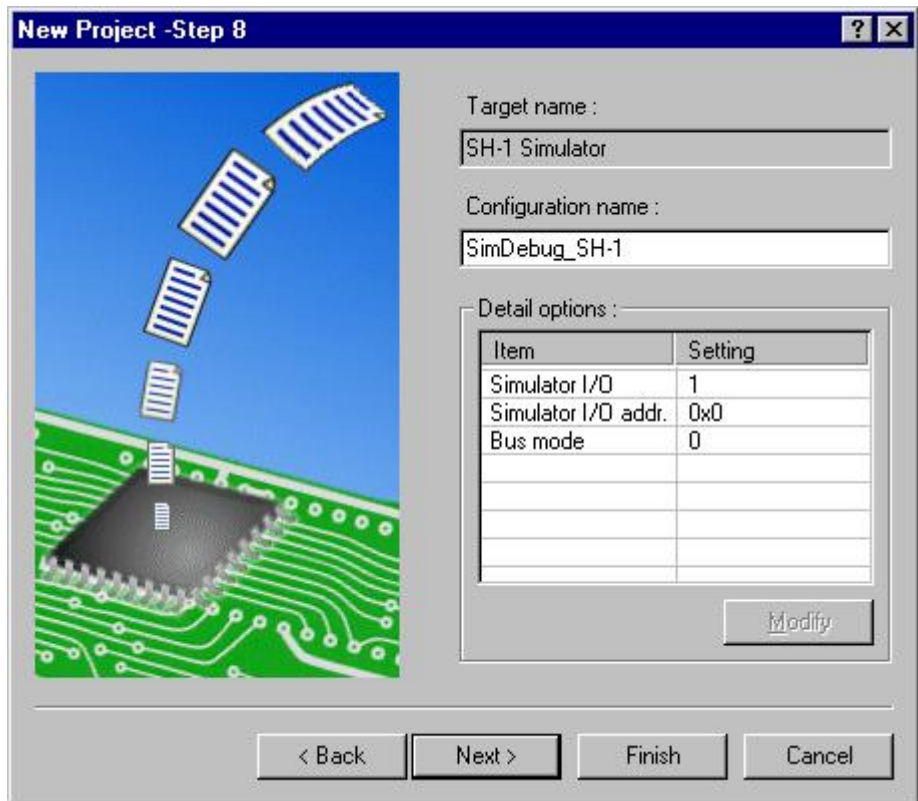 New Project -Step 8
Target name :
SH-1 Simulator
Configuration name :
SimDebug_SH-1
Detail options :
Item Setting
Simulator I/O 1
Simulator I/O addr. 0x0
Bus mode 0
Modify
< Back Next > Finish Cancel